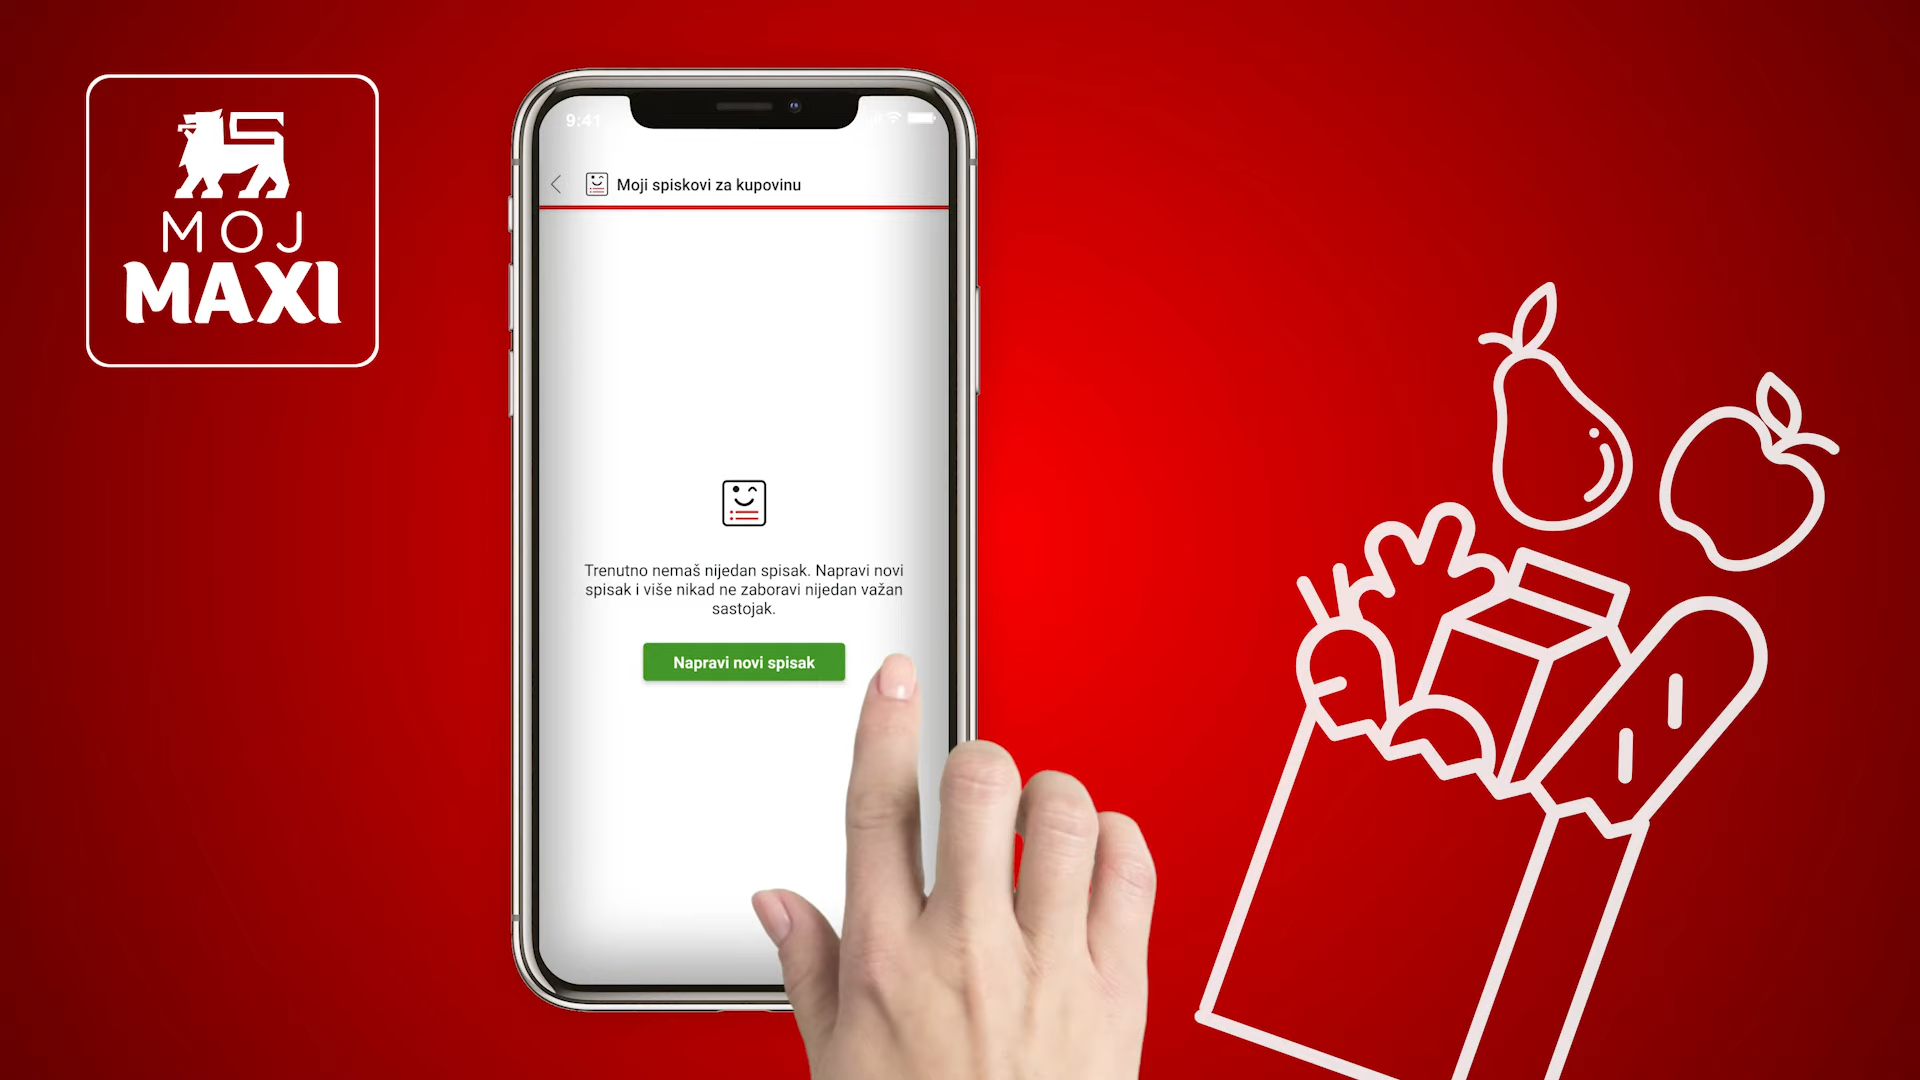 MOJ
MAXI
9:41
Moji spiskovi za kupovinu
Trenutno nemaš nijedan spisak. Napravi novi
spisak i više nikad ne zaboravi nijedan važan
sastojak.
Napravi novi spisak